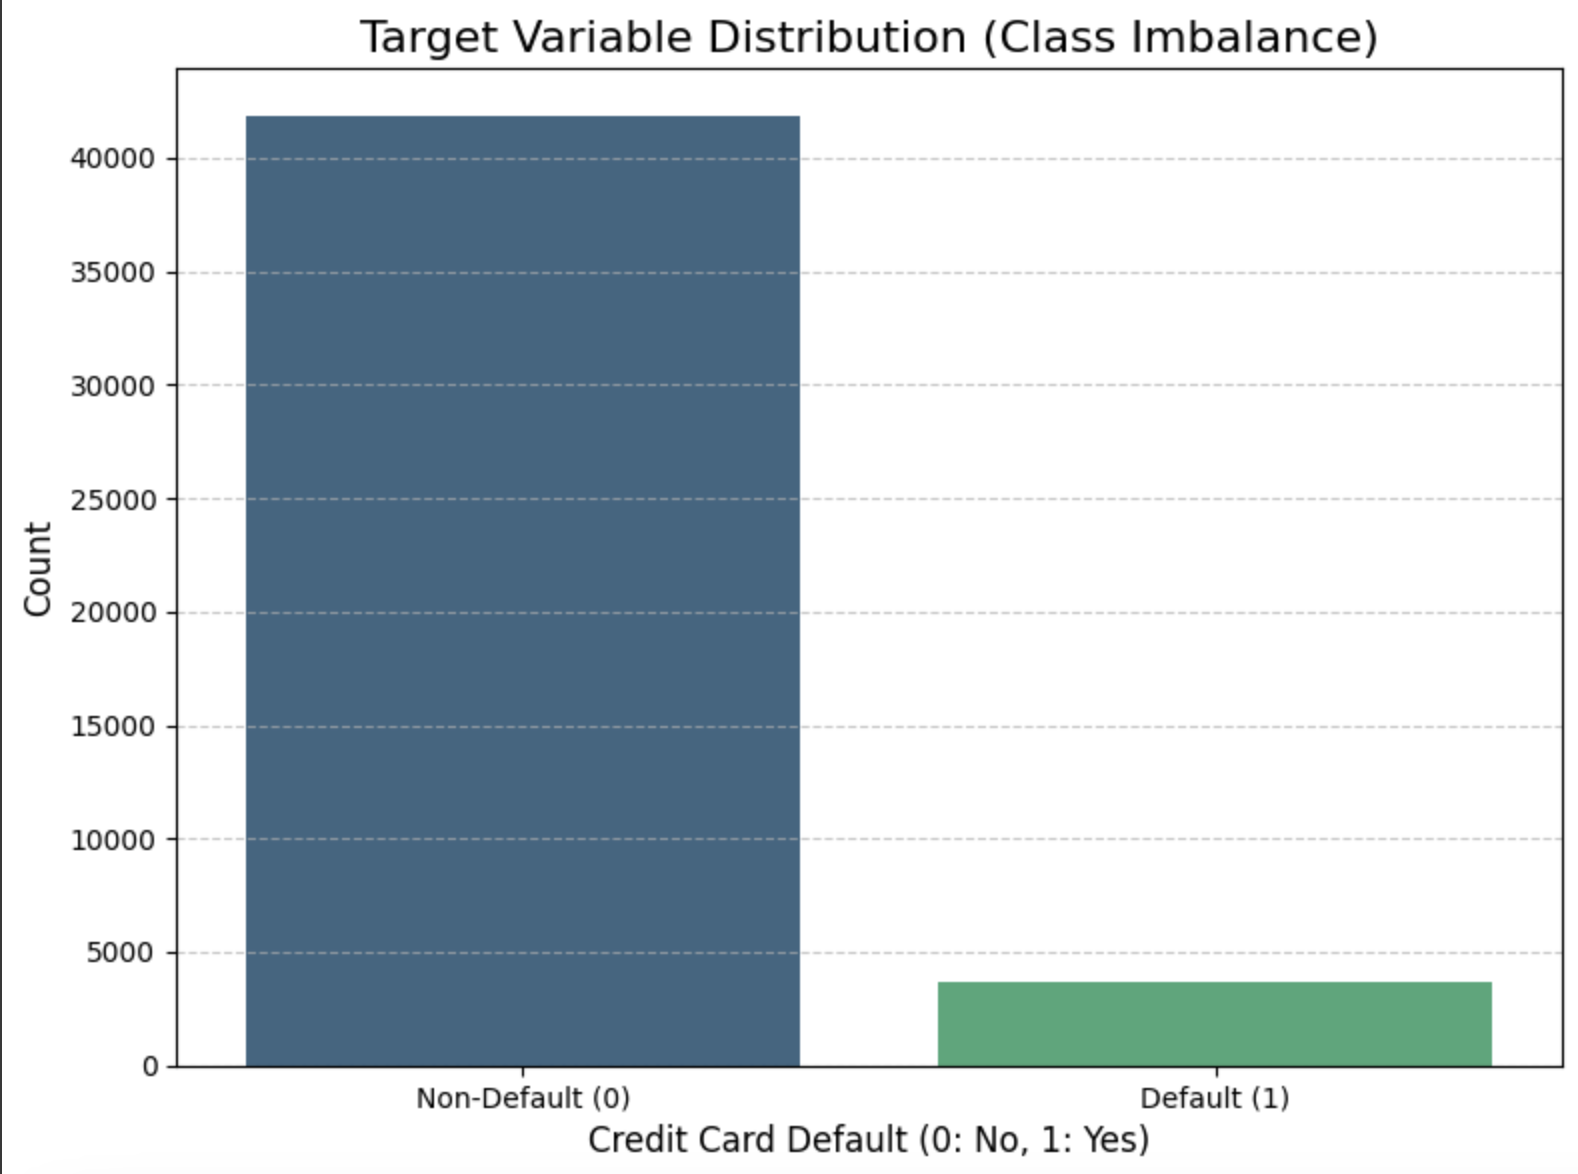 Target Variable Distribution (Class Imbalance)
Count
40000
35000
30000
25000
20000
15000
10000
5000
0
Non-Default (0)
Default (1)
Credit Card Default (0: No, 1: Yes)